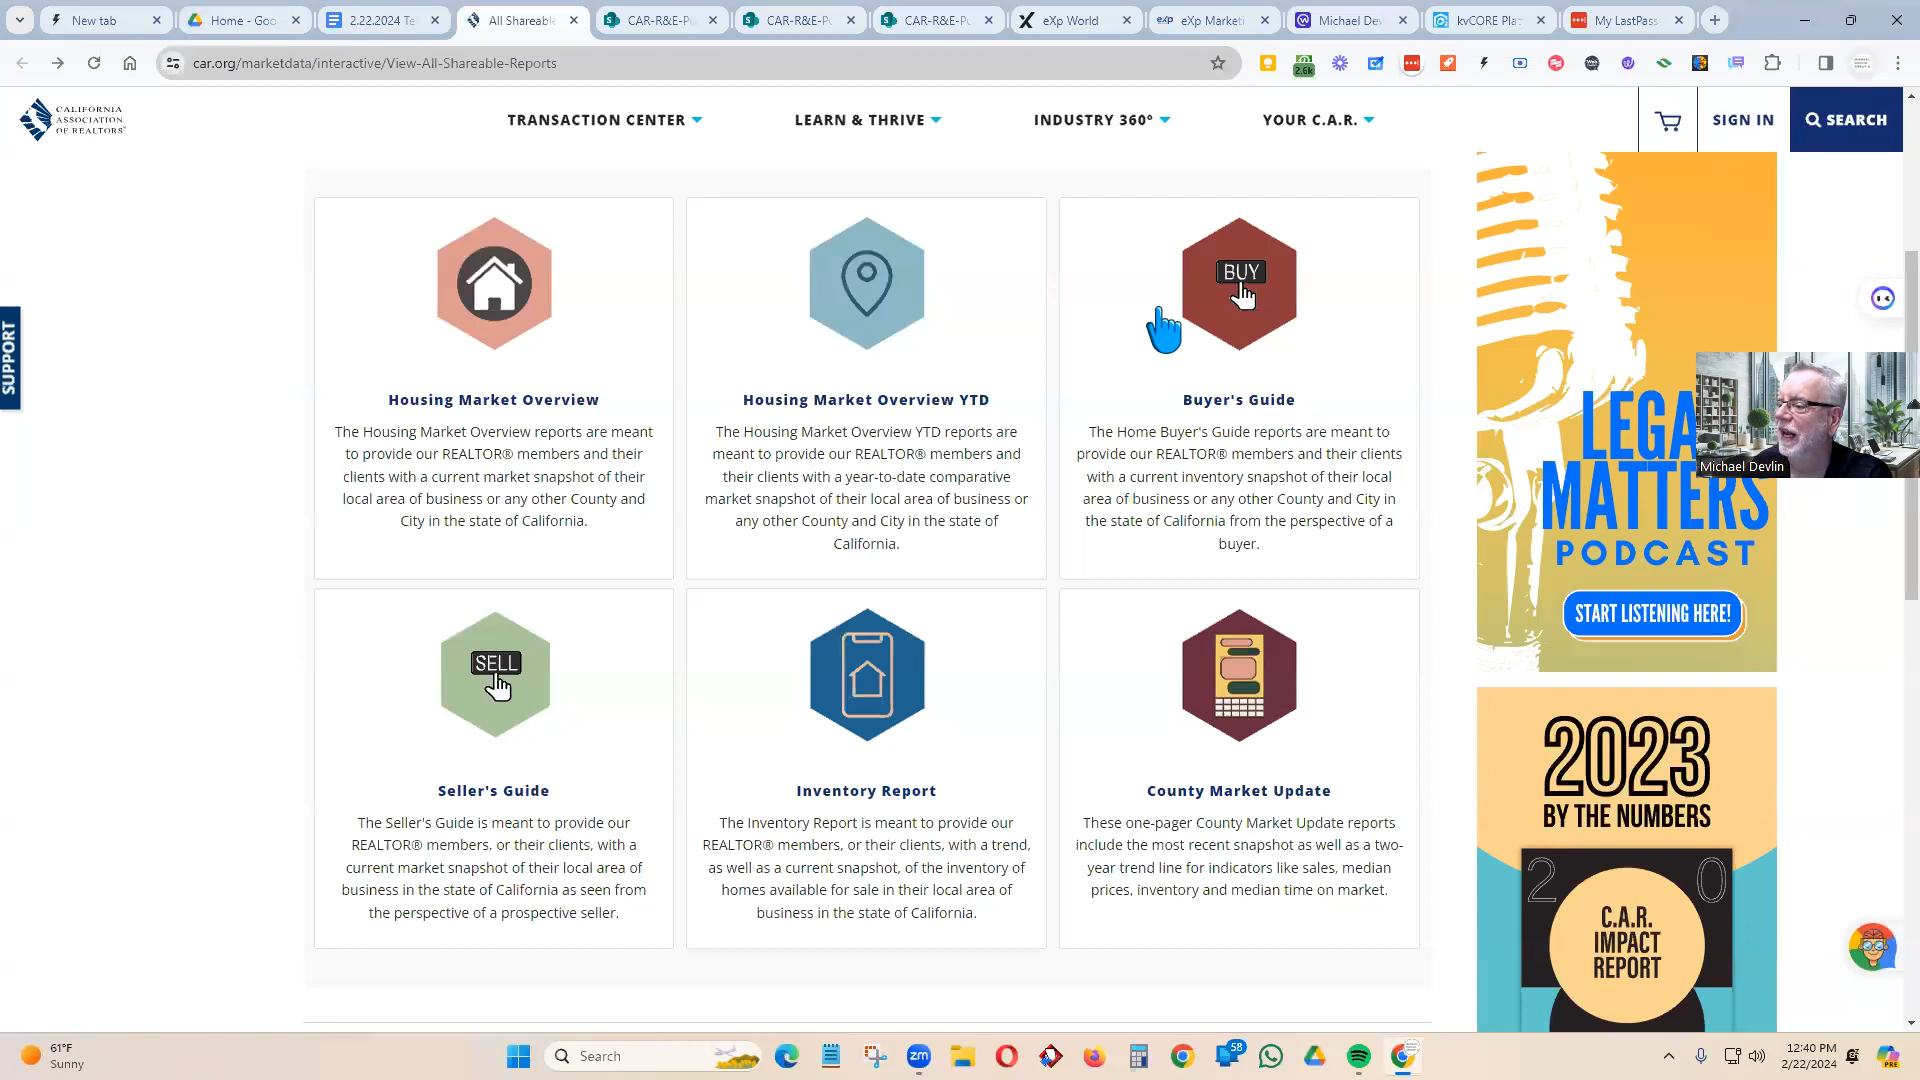 New tab
Home - Goo
2.22.2024 Te
All Shareabl
CAR-R&E-Pu
CAR-R&E-Pu
CAR-R&E-Pu
eXp World
eXp Marketi
Michael Dev
kvCORE Plat
My LastPass
car.org/marketdata/interactive/View-All-Shareable-Reports
2.6k
CALIFORNIA
ASSOCIATION
OF REALTORS®
TRANSACTION CENTER
LEARN & THRIVE
INDUSTRY 360°
YOUR C.A.R.
SIGN IN
SEARCH
SUPPORT
BUY
Housing Market Overview
The Housing Market Overview reports are meant
to provide our REALTOR® members and their
clients with a current market snapshot of their
local area of business or any other County and
City in the state of California.
Housing Market Overview YTD
The Housing Market Overview YTD reports are
meant to provide our REALTOR® members and
their clients with a year-to-date comparative
market snapshot of their local area of business or
any other County and City in the state of
California.
Buyer's Guide
The Home Buyer's Guide reports are meant to
provide our REALTOR® members and their clients
with a current inventory snapshot of their local
area of business or any other County and City in
the state of California from the perspective of a
buyer.
SELL
Seller's Guide
The Seller's Guide is meant to provide our
REALTOR® members, or their clients, with a
current market snapshot of their local area of
business in the state of California as seen from
the perspective of a prospective seller.
Inventory Report
The Inventory Report is meant to provide our
REALTOR® members, or their clients, with a trend,
as well as a current snapshot, of the inventory of
homes available for sale in their local area of
business in the state of California.
County Market Update
These one-pager County Market Update reports
include the most recent snapshot as well as a two-
year trend line for indicators like sales, median
prices, inventory and median time on market.
LEGA
MATTERS
PODCAST
START LISTENING HERE!
Michael Devlin
2023
BY THE NUMBERS
2 0
C.A.R.
IMPACT
REPORT
61°F
Sunny
Search
zm
58
12:40 PM
2/22/2024
PRE